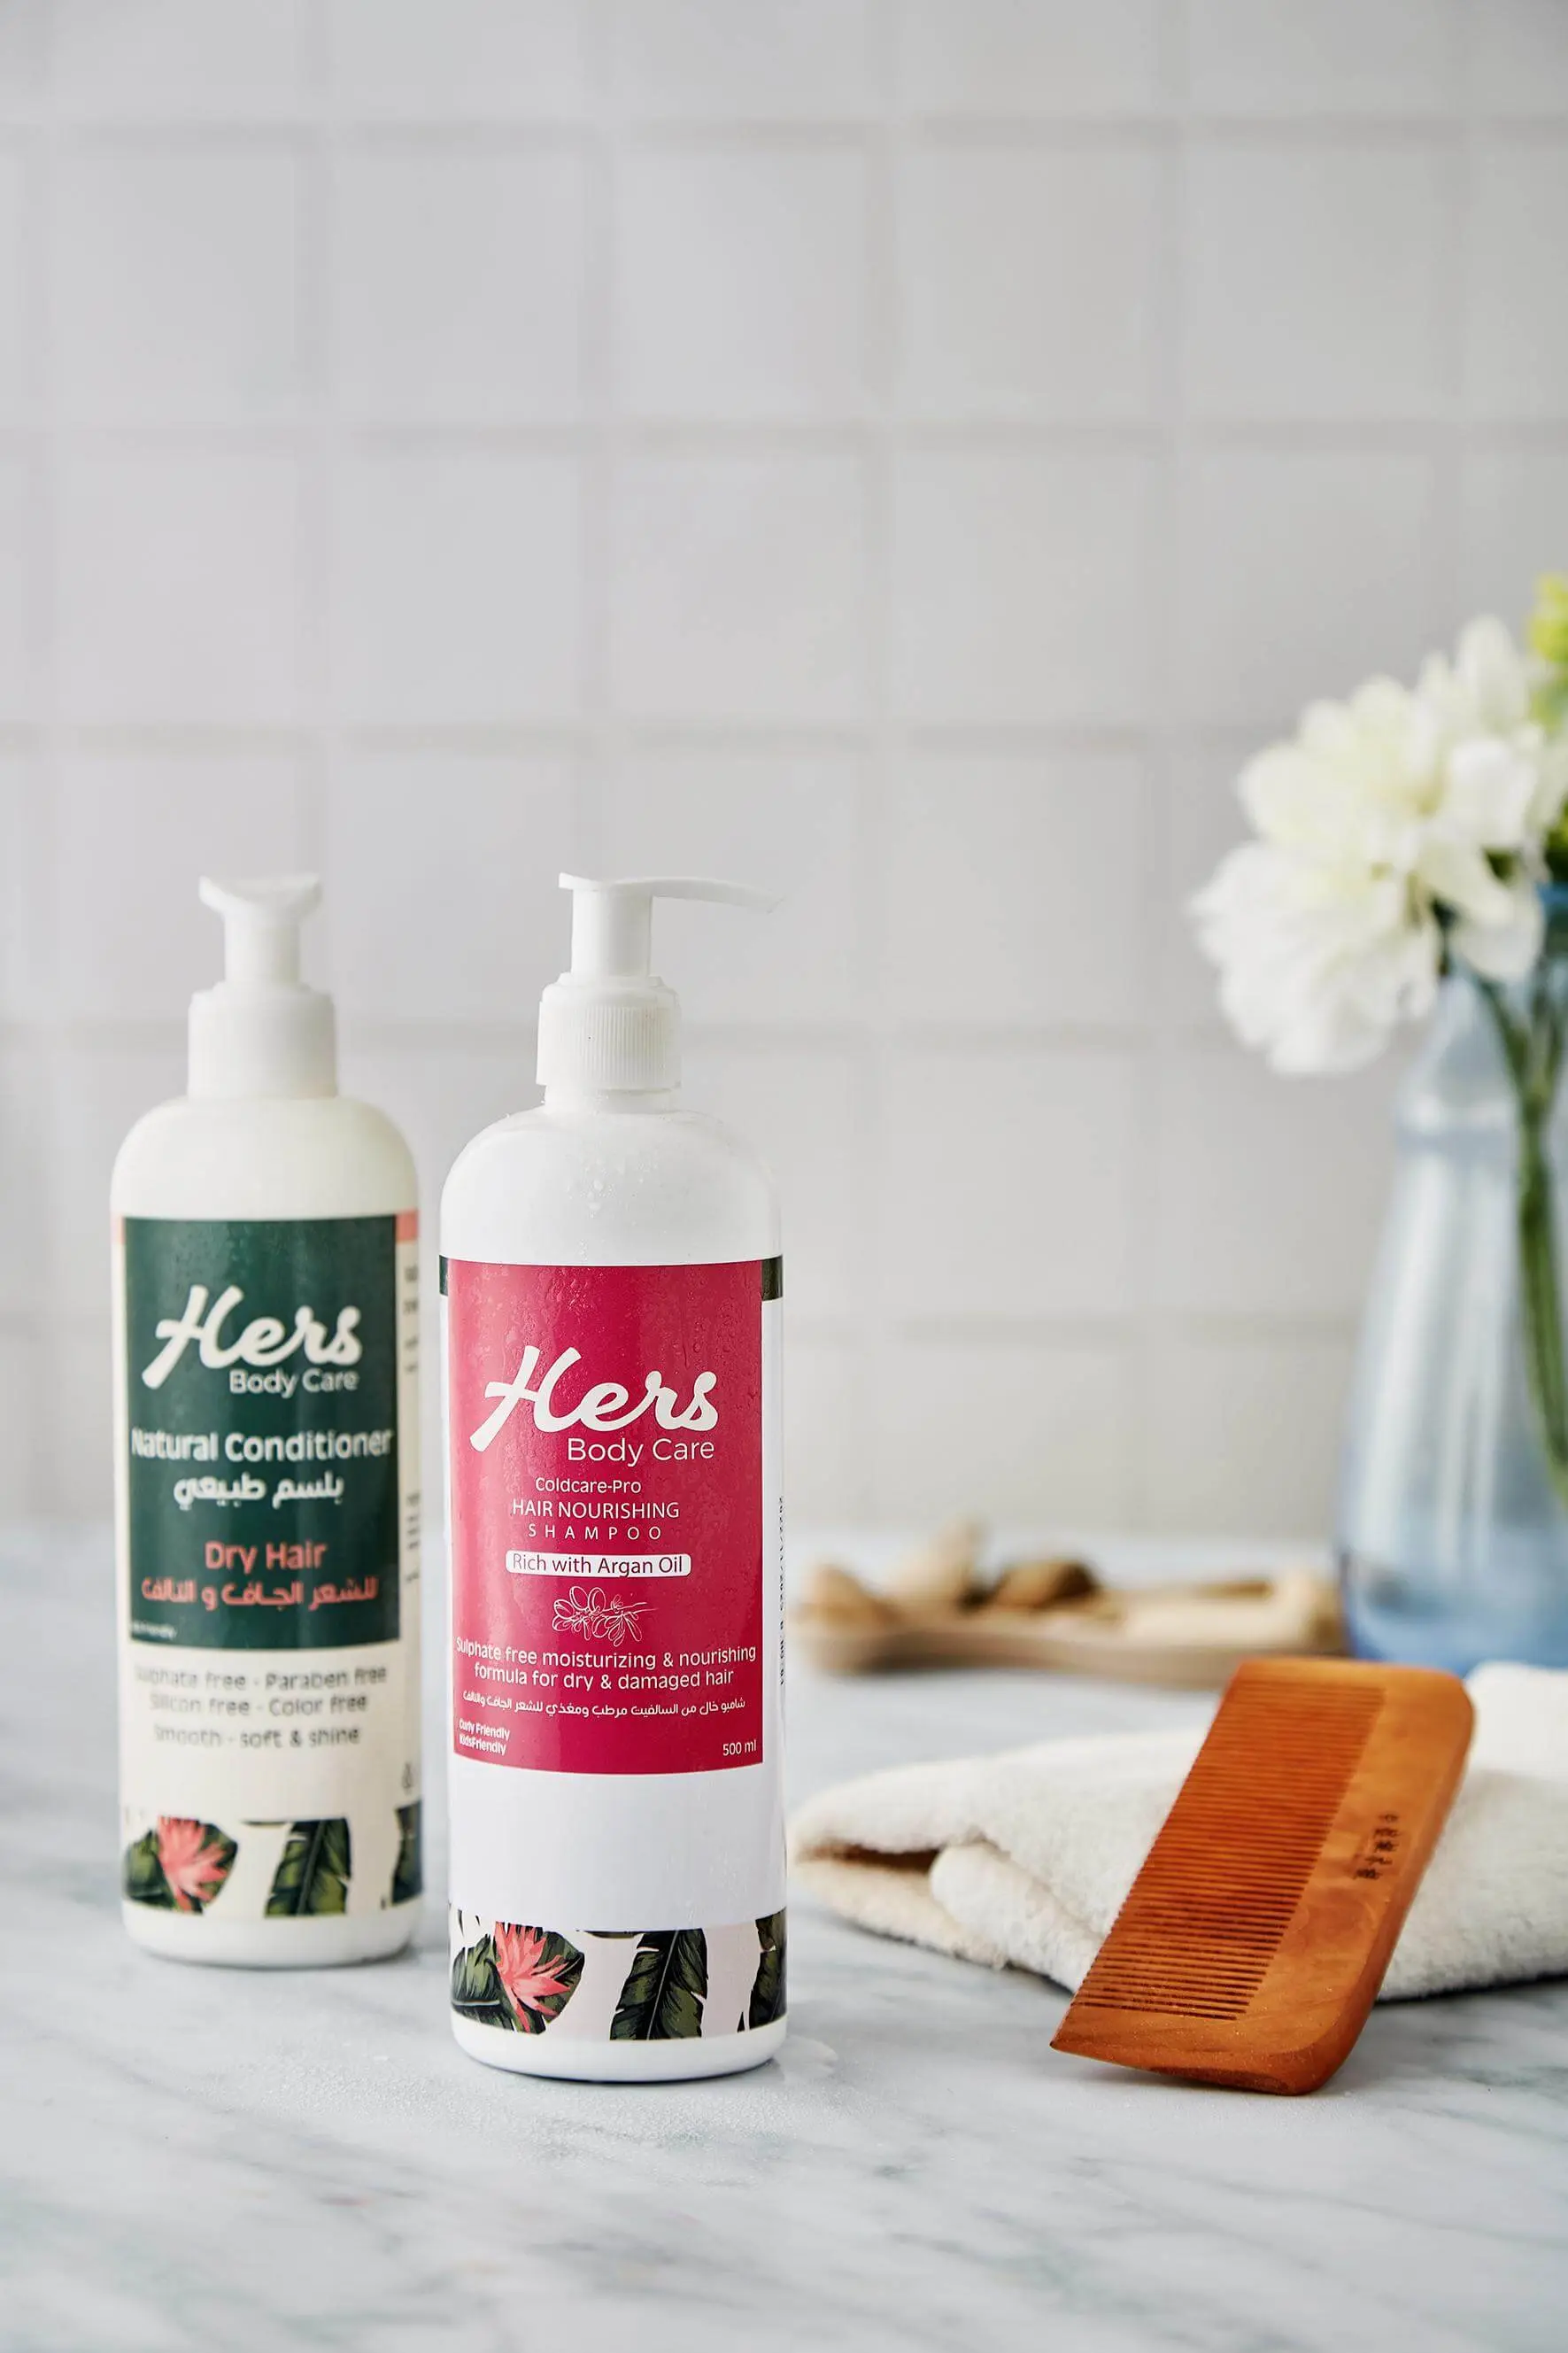 Hers
Body Care
Natural Conditioner
بلسم طبيعي
Dry Hair
للشعر الجاف و التالف
Sulphate free - Paraben free
Silicon free - Color free
Smooth - soft & shine
Hers
Body Care
Coldcare-Pro
HAIR NOURISHING
SHAMPOO
Rich with Argan Oil
Sulphate free moisturizing & nourishing
formula for dry & damaged hair
شامبو خال من السالفيت مرطب ومغذي للشعر الجاف والتالف
Curly Friendly
KidsFriendly
500 ml